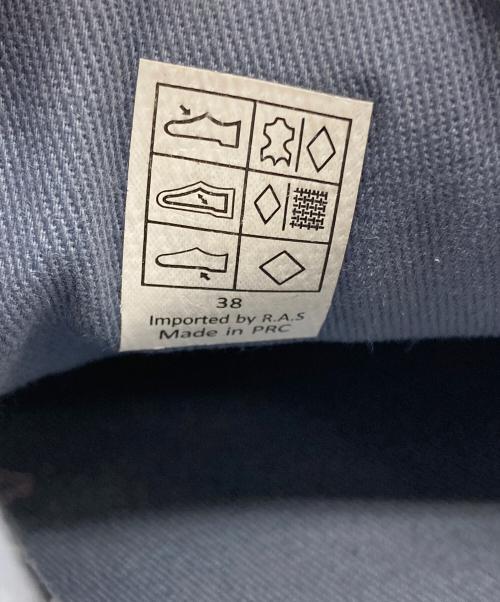 38
Imported by R.A.S
Made in PRC